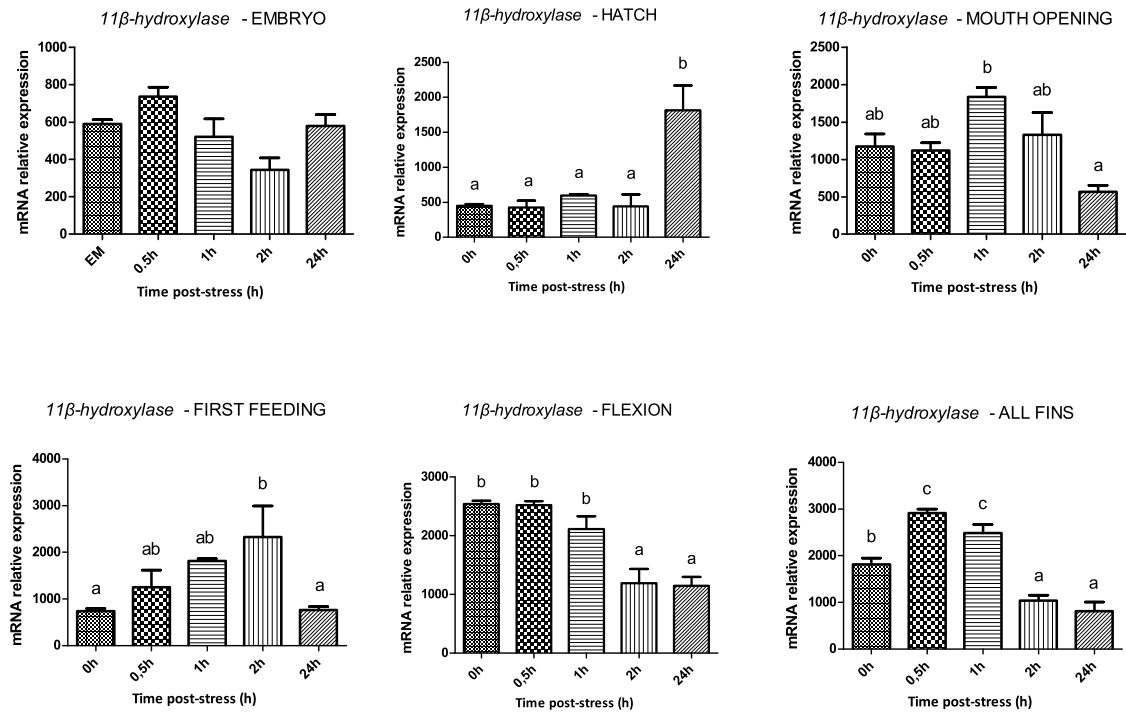 11β-hydroxylase - EMBRYO
mRNA relative expression
1000
800
600
400
200
0
EM
0.5h
1h
2h
24h
Time post-stress (h)
11β-hydroxylase - HATCH
mRNA relative expression
2500
2000
1500
1000
500
0
a
a
a
a
b
0h
0,5h
1h
2h
24h
Time post-stress (h)
11β-hydroxylase - MOUTH OPENING
mRNA relative expression
2500
2000
1500
1000
500
0
ab
ab
b
ab
a
0h
0,5h
1h
2h
24h
Time post-stress (h)
11β-hydroxylase - FIRST FEEDING
mRNA relative expression
4000
3000
2000
1000
0
a
ab
ab
b
a
0h
0,5h
1h
2h
24h
Time post-stress (h)
11β-hydroxylase - FLEXION
mRNA relative expression
3000
2000
1000
0
b
b
b
a
a
0h
0,5h
1h
2h
24h
Time post-stress (h)
11β-hydroxylase - ALL FINS
mRNA relative expression
4000
3000
2000
1000
0
b
c
c
a
a
0h
0,5h
1h
2h
24h
Time post-stress (h)